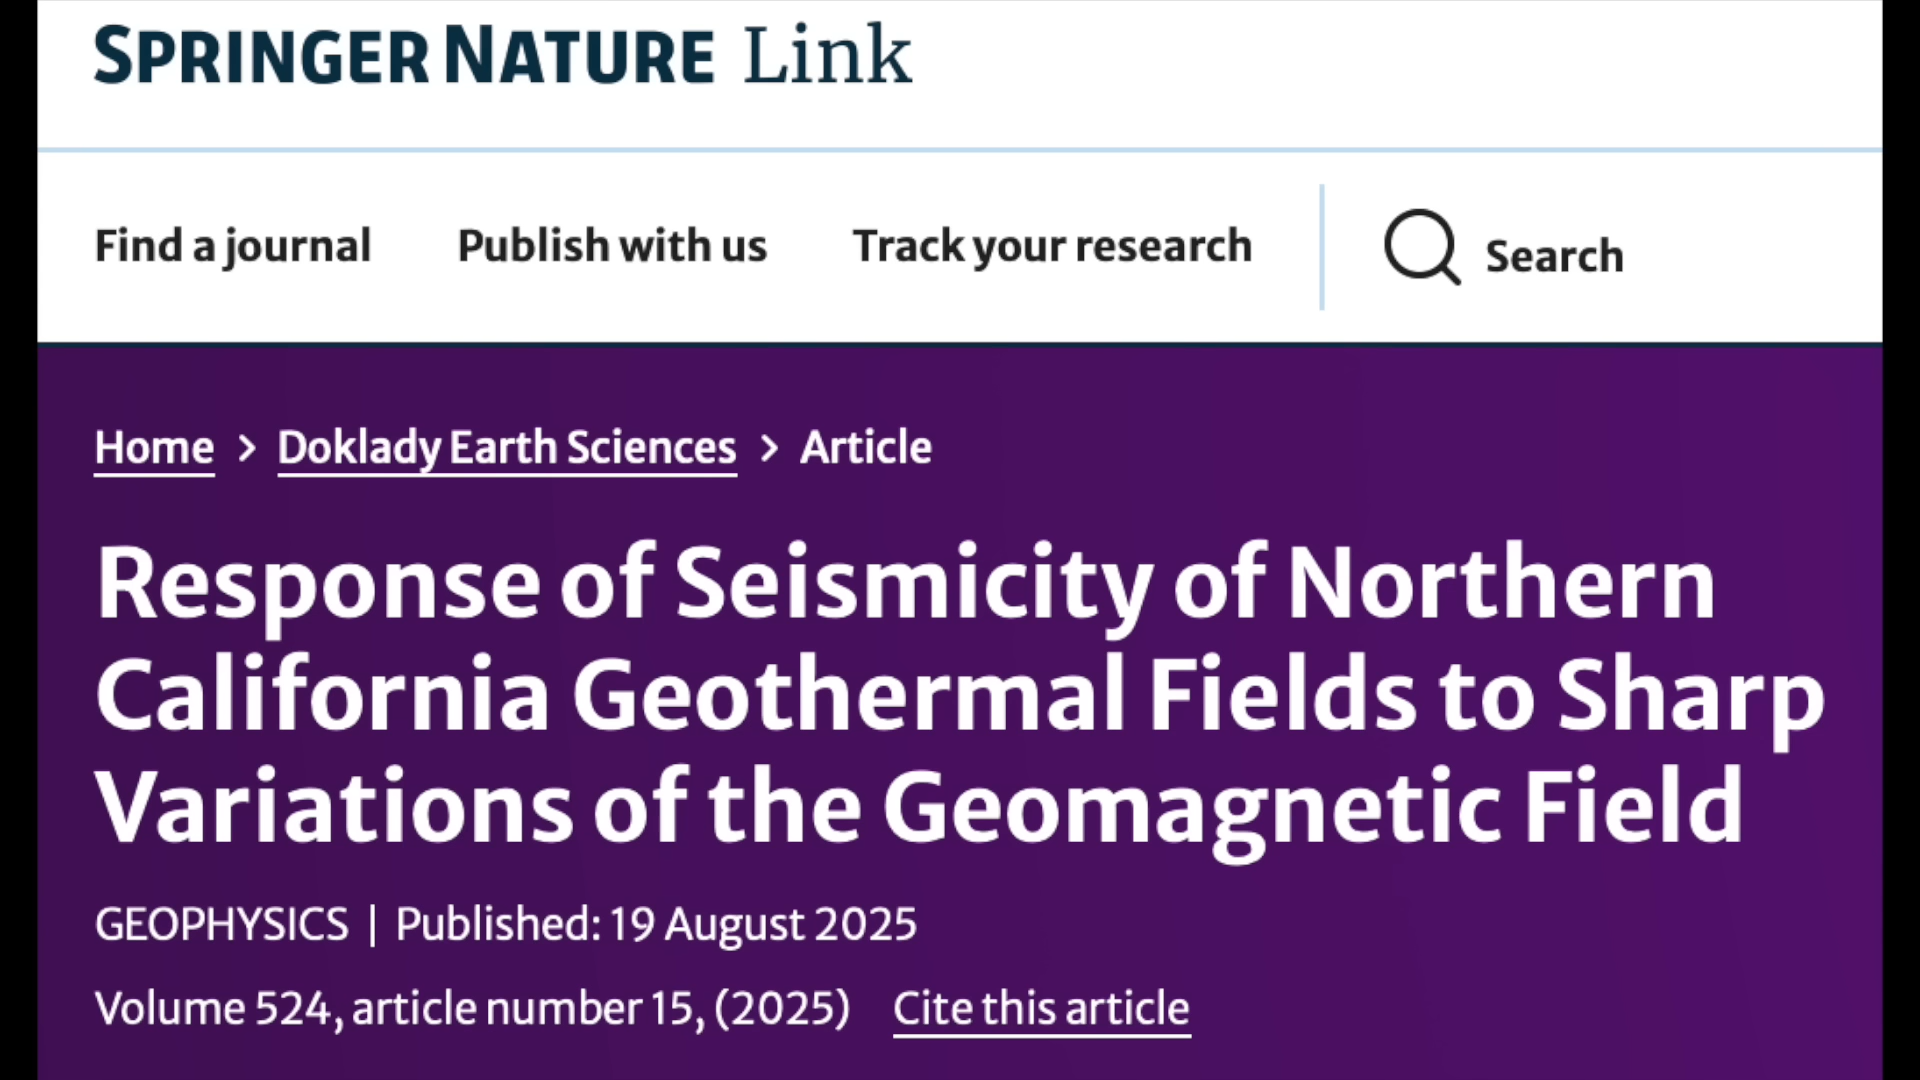 SPRINGER NATURE Link
Find a journal Publish with us Track your research Search
Home > Doklady Earth Sciences > Article
Response of Seismicity of Northern
California Geothermal Fields to Sharp
Variations of the Geomagnetic Field
GEOPHYSICS | Published: 19 August 2025
Volume 524, article number 15, (2025) Cite this article